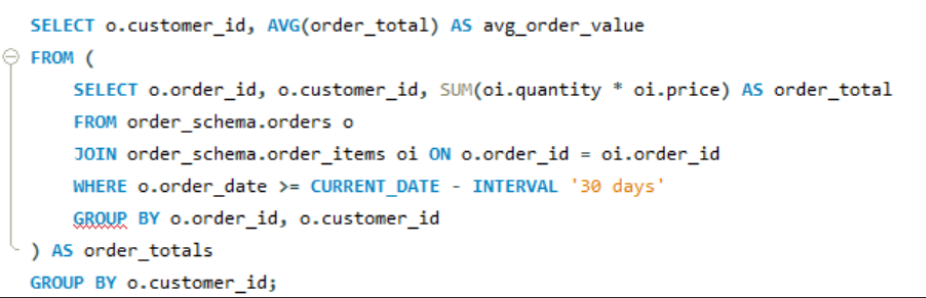 SELECT o.customer_id, AVG(order_total) AS avg_order_value
FROM (
SELECT o.order_id, o.customer_id, SUM(oi.quantity * oi.price) AS order_total
FROM order_schema.orders o
JOIN order_schema.order_items oi ON o.order_id = oi.order_id
WHERE o.order_date >= CURRENT_DATE - INTERVAL '30 days'
GROUP BY o.order_id, o.customer_id
) AS order_totals
GROUP BY o.customer_id;